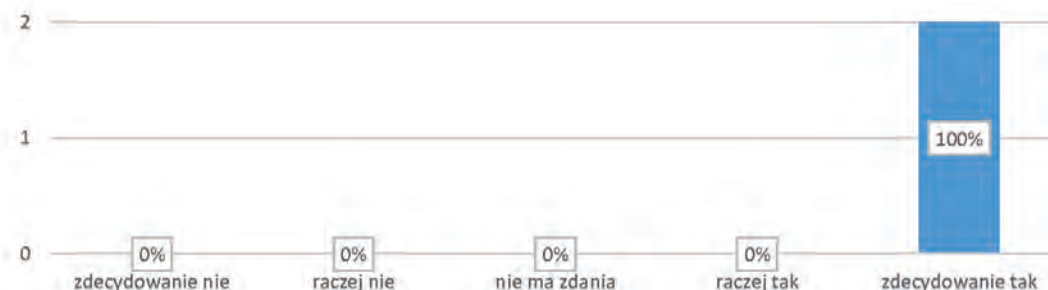 2
1
100%
0
0% 0% 0% 0%
zdecydowanie nie raczej nie nie ma zdania raczej tak zdecydowanie tak